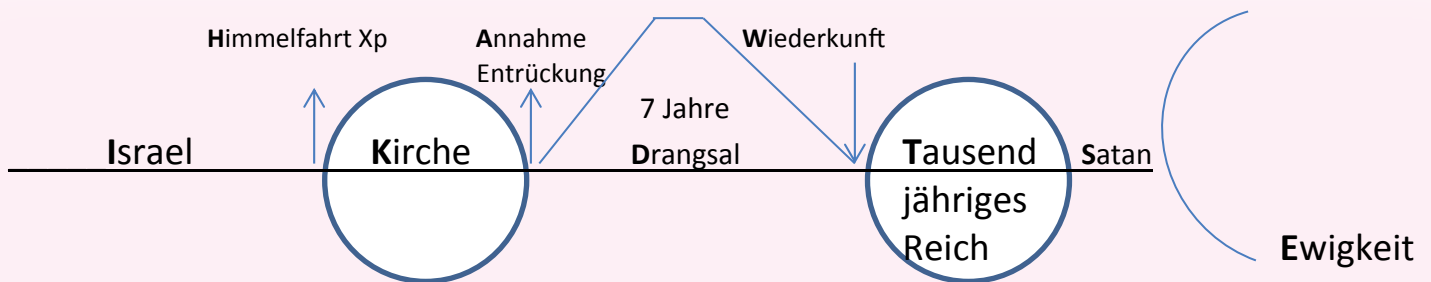 Himmelfahrt Xp
Annahme
Entrückung
Wiederkunft
7 Jahre
Israel
Kirche
Drangsal
Tausend
jähriges
Reich
Satan
Ewigkeit